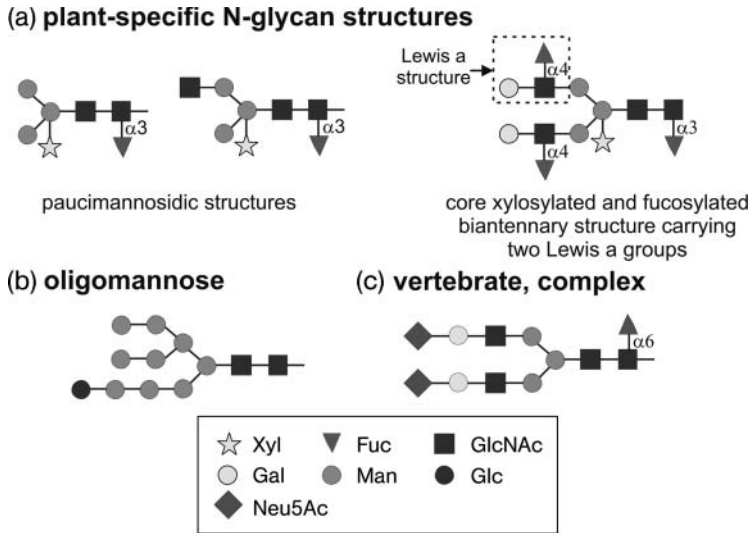 (a) plant-specific N-glycan structures
Lewis a
structure
α4
α3
α3
α4
α3
paucimannosidic structures
core xylosylated and fucosylated
biantennary structure carrying
two Lewis a groups
(b) oligomannose
(c) vertebrate, complex
α6
Xyl Fuc GlcNAc
Gal Man Glc
Neu5Ac